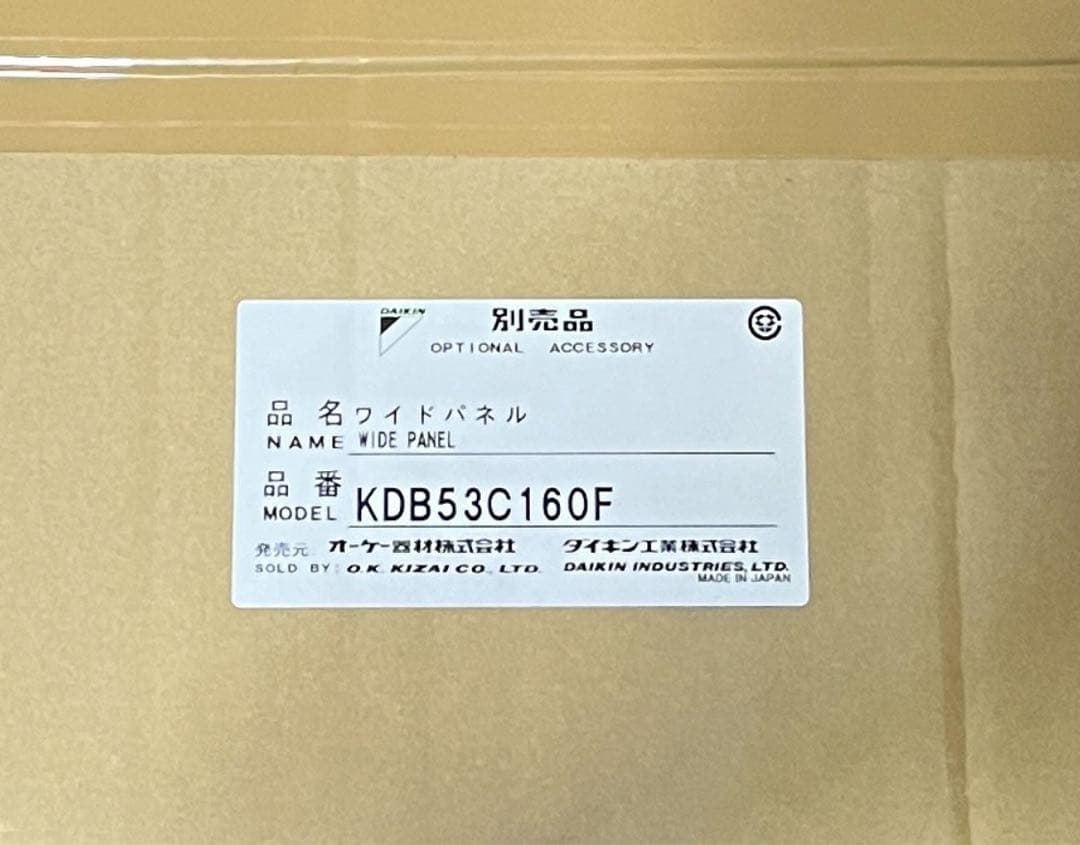 DAIKIN
別売品
OPTIONAL ACCESSORY
品 名 ワイドパネル
NAME WIDE PANEL
品 番
MODEL KDB53C160F
発売元: オーケー器材株式会社 ダイキン工業株式会社
SOLD BY: O.K. KIZAI CO., LTD. DAIKIN INDUSTRIES, LTD.
MADE IN JAPAN